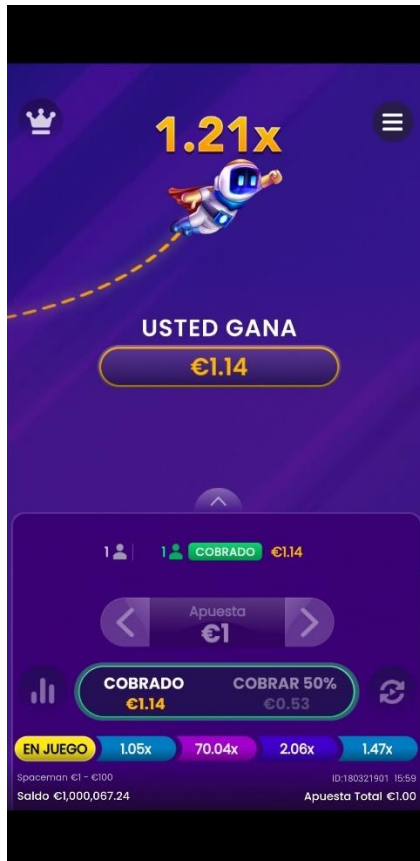 1.21x
USTED GANA
€1.14
1 1 COBRADO €1.14
Apuesta
€1
COBRADO COBRAR 50%
€1.14 €0.53
EN JUEGO 1.05x 70.04x 2.06x 1.47x
Spaceman €1 - €100 ID:180321901 15:59
Saldo €1,000,067.24 Apuesta Total €1.00